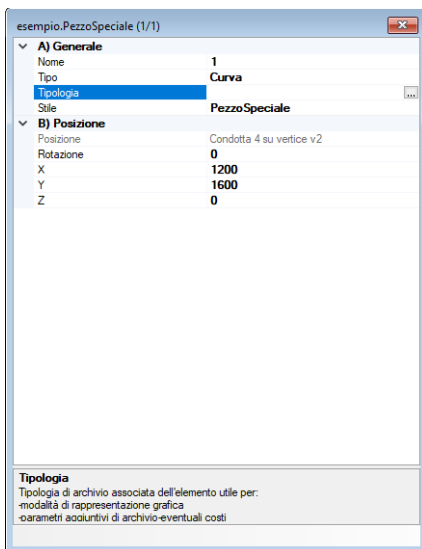 esempio.PezzoSpeciale (1/1)
A) Generale
Nome 1
Tipo Curva
Tipologia ...
Stile PezzoSpeciale
B) Posizione
Posizione Condotta 4 su vertice v2
Rotazione 0
X 1200
Y 1600
Z 0
Tipologia
Tipologia di archivio associata dell'elemento utile per:
-modalità di rappresentazione grafica
-parametri aggiuntivi di archivio-eventuali costi